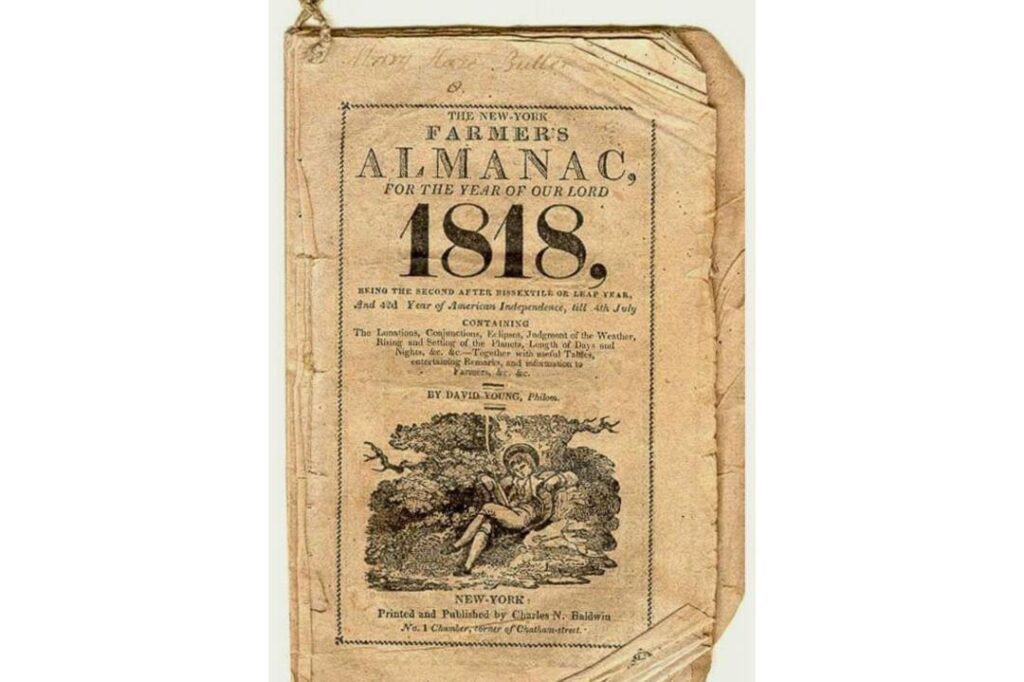 Mary
THE NEW-YORK
FARMER'S
ALMANAC,
FOR THE YEAR OF OUR LORD
1818,
BEING THE SECOND AFTER BISSEXTILE OR LEAP YEAR,
And 42d Year of American Independence, till 4th July
CONTAINING
The Lunations, Conjunctions, Eclipses, Judgment of the Weather,
Rising and Setting of the Planets, Length of Days and
Nights, &c. &c.—Together with useful Tables,
entertaining Remarks, and information to
Farmers, &c. &c.
BY DAVID YOUNG, Philom.
NEW-YORK:
Printed and Published by Charles N. Baldwin
No. 1 Chamber, corner of Chatham-street.